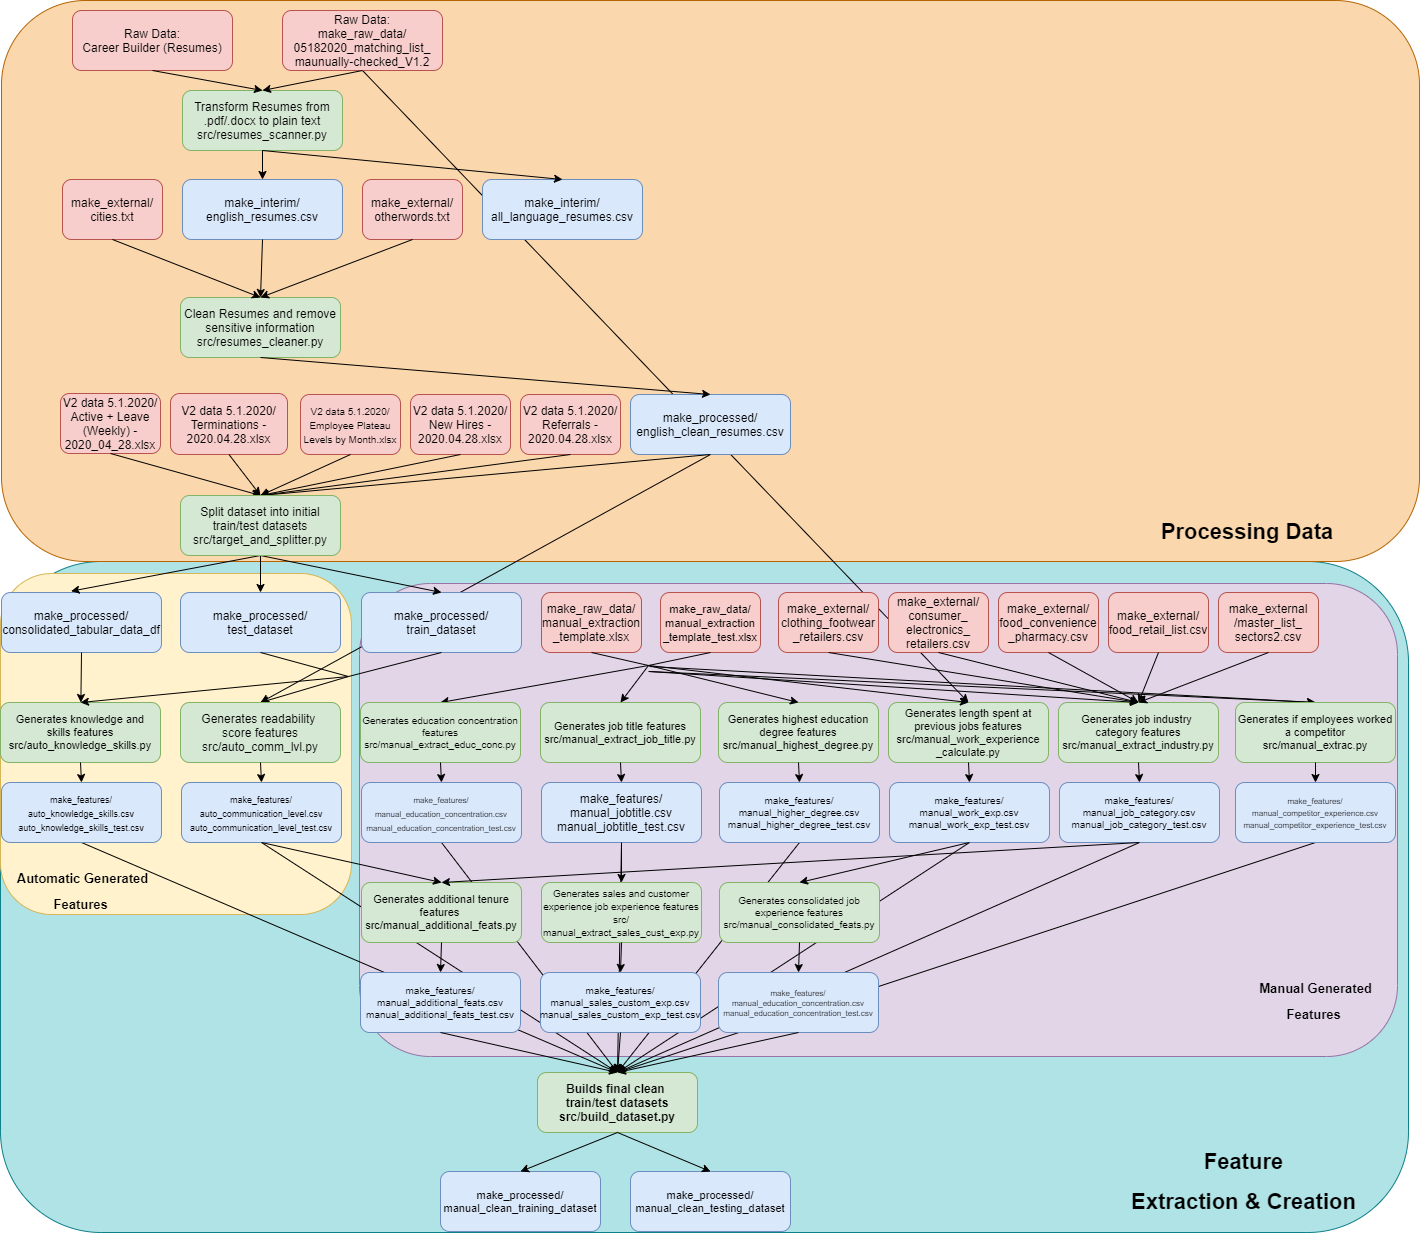 Raw Data:
Career Builder (Resumes)
Raw Data:
make_raw_data/
05182020_matching_list_
maunually-checked_V1.2
Transform Resumes from
.pdf/.docx to plain text
src/resumes_scanner.py
make_external/
cities.txt
make_interim/
english_resumes.csv
make_external/
otherwords.txt
make_interim/
all_language_resumes.csv
Clean Resumes and remove
sensitive information
src/resumes_cleaner.py
V2 data 5.1.2020/
Active + Leave
(Weekly) -
2020_04_28.xlsx
V2 data 5.1.2020/
Terminations -
2020.04.28.xlsx
V2 data 5.1.2020/
Employee Plateau
Levels by Month.xlsx
V2 data 5.1.2020/
New Hires -
2020.04.28.xlsx
V2 data 5.1.2020/
Referrals -
2020.04.28.xlsx
make_processed/
english_clean_resumes.csv
Split dataset into initial
train/test datasets
src/target_and_splitter.py
Processing Data
make_processed/
consolidated_tabular_data_df
make_processed/
test_dataset
make_processed/
train_dataset
make_raw_data/
manual_extraction
_template.xlsx
make_raw_data/
manual_extraction
_template_test.xlsx
make_external/
clothing_footwear
_retailers.csv
make_external/
consumer_
electronics_
retailers.csv
make_external/
food_convenience
_pharmacy.csv
make_external/
food_retail_list.csv
make_external
/master_list_
sectors2.csv
Generates knowledge and
skills features
src/auto_knowledge_skills.py
Generates readability
score features
src/auto_comm_lvl.py
Generates education concentration
features
src/manual_extract_educ_conc.py
Generates job title features
src/manual_extract_job_title.py
Generates highest education
degree features
src/manual_highest_degree.py
Generates length spent at
previous jobs features
src/manual_work_experience
_calculate.py
Generates job industry
category features
src/manual_extract_industry.py
Generates if employees worked
a competitor
src/manual_extrac.py
make_features/
auto_knowledge_skills.csv
auto_knowledge_skills_test.csv
make_features/
auto_communication_level.csv
auto_communication_level_test.csv
make_features/
manual_education_concentration.csv
manual_education_concentration_test.csv
make_features/
manual_jobtitle.csv
manual_jobtitle_test.csv
make_features/
manual_higher_degree.csv
manual_higher_degree_test.csv
make_features/
manual_work_exp.csv
manual_work_exp_test.csv
make_features/
manual_job_category.csv
manual_job_category_test.csv
make_features/
manual_competitor_experience.csv
manual_competitor_experience_test.csv
Automatic Generated
Features
Generates additional tenure
features
src/manual_additional_feats.py
Generates sales and customer
experience job experience features
src/
manual_extract_sales_cust_exp.py
Generates consolidated job
experience features
src/manual_consolidated_feats.py
make_features/
manual_additional_feats.csv
manual_additional_feats_test.csv
make_features/
manual_sales_custom_exp.csv
manual_sales_custom_exp_test.csv
make_features/
manual_education_concentration.csv
manual_education_concentration_test.csv
Manual Generated
Features
Builds final clean
train/test datasets
src/build_dataset.py
make_processed/
manual_clean_training_dataset
make_processed/
manual_clean_testing_dataset
Feature
Extraction & Creation